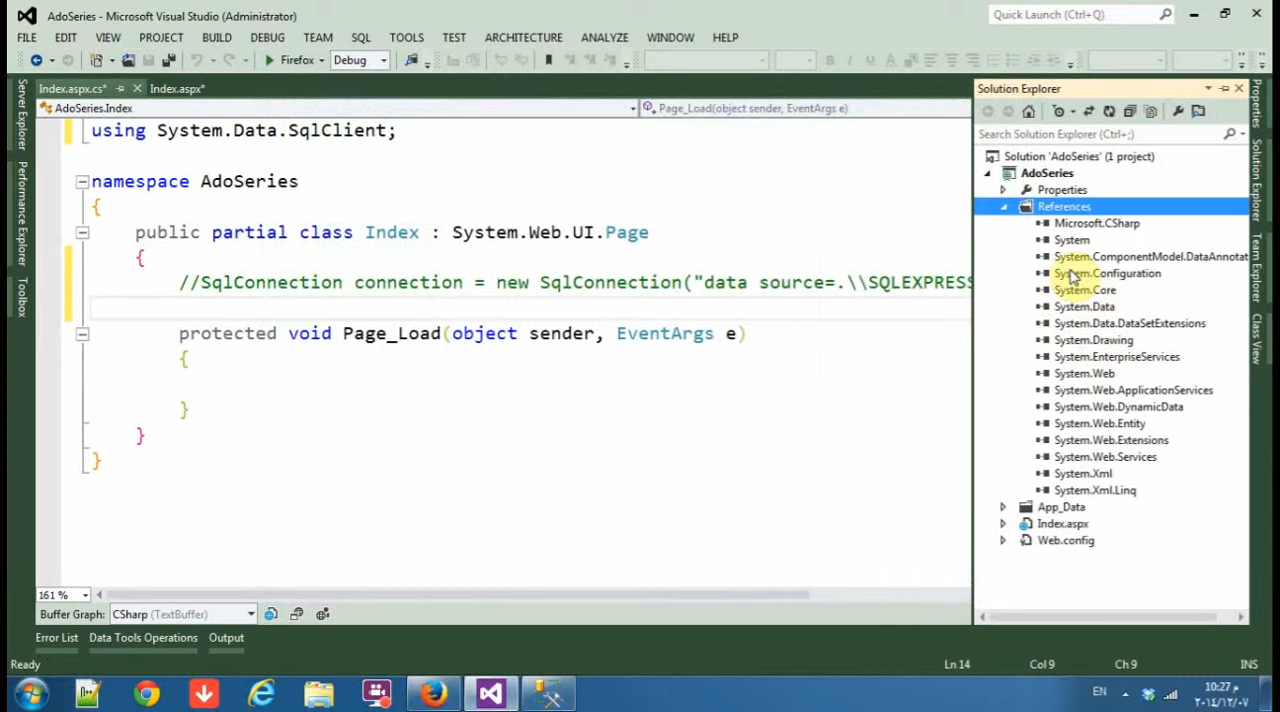 AdoSeries - Microsoft Visual Studio (Administrator)
Quick Launch (Ctrl+Q)
FILE EDIT VIEW PROJECT BUILD DEBUG TEAM SQL TOOLS TEST ARCHITECTURE ANALYZE WINDOW HELP
Firefox Debug
Index.aspx.cs* Index.aspx*
AdoSeries.Index
Page_Load(object sender, EventArgs e)
using System.Data.SqlClient;
namespace AdoSeries
{
public partial class Index : System.Web.UI.Page
{
//SqlConnection connection = new SqlConnection("data source=.\\SQLEXPRESS
protected void Page_Load(object sender, EventArgs e)
{
}
}
}
161 %
Buffer Graph: CSharp (TextBuffer)
Error List Data Tools Operations Output
Ready
Ln 14 Col 9 Ch 9 INS
Server Explorer
Performance Explorer
Toolbox
Solution Explorer
Search Solution Explorer (Ctrl+;)
Solution 'AdoSeries' (1 project)
AdoSeries
Properties
References
Microsoft.CSharp
System
System.ComponentModel.DataAnnotat
System.Configuration
System.Core
System.Data
System.Data.DataSetExtensions
System.Drawing
System.EnterpriseServices
System.Web
System.Web.ApplicationServices
System.Web.DynamicData
System.Web.Entity
System.Web.Extensions
System.Web.Services
System.Xml
System.Xml.Linq
App_Data
Index.aspx
Web.config
Properties
Solution Explorer
Team Explorer
Class View
EN
10:27 م
٢٠١٤/١٢/٠٧